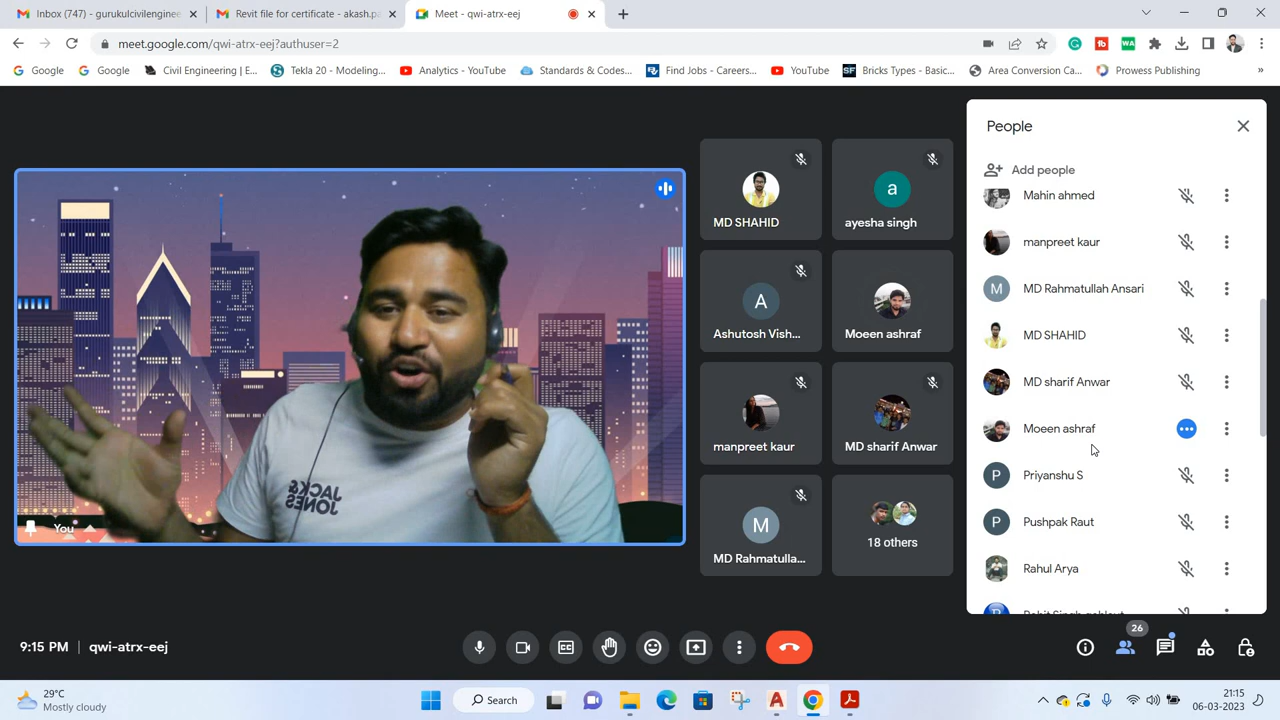 Inbox (747) - gurukulcivilenginee
Revit file for certificate - akash.pa
Meet - qwi-atrx-eej
meet.google.com/qwi-atrx-eej?authuser=2
Google
Google
Civil Engineering | E...
Tekla 20 - Modeling...
Analytics - YouTube
Standards & Codes...
Find Jobs - Careers...
YouTube
SF
Bricks Types - Basic...
Area Conversion Ca...
Prowess Publishing
»
JACK
JONES
You
MD SHAHID
a
ayesha singh
A
Ashutosh Vish...
Moeen ashraf
manpreet kaur
MD sharif Anwar
M
MD Rahmatulla...
18 others
People
Add people
Mahin ahmed
manpreet kaur
M
MD Rahmatullah Ansari
MD SHAHID
MD sharif Anwar
Moeen ashraf
P
Priyanshu S
P
Pushpak Raut
Rahul Arya
9:15 PM | qwi-atrx-eej
CC
26
29°C
Mostly cloudy
Search
21:15
06-03-2023